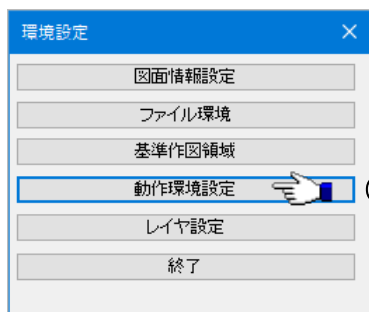 環境設定
図面情報設定
ファイル環境
基準作図領域
動作環境設定
レイヤ設定
終了